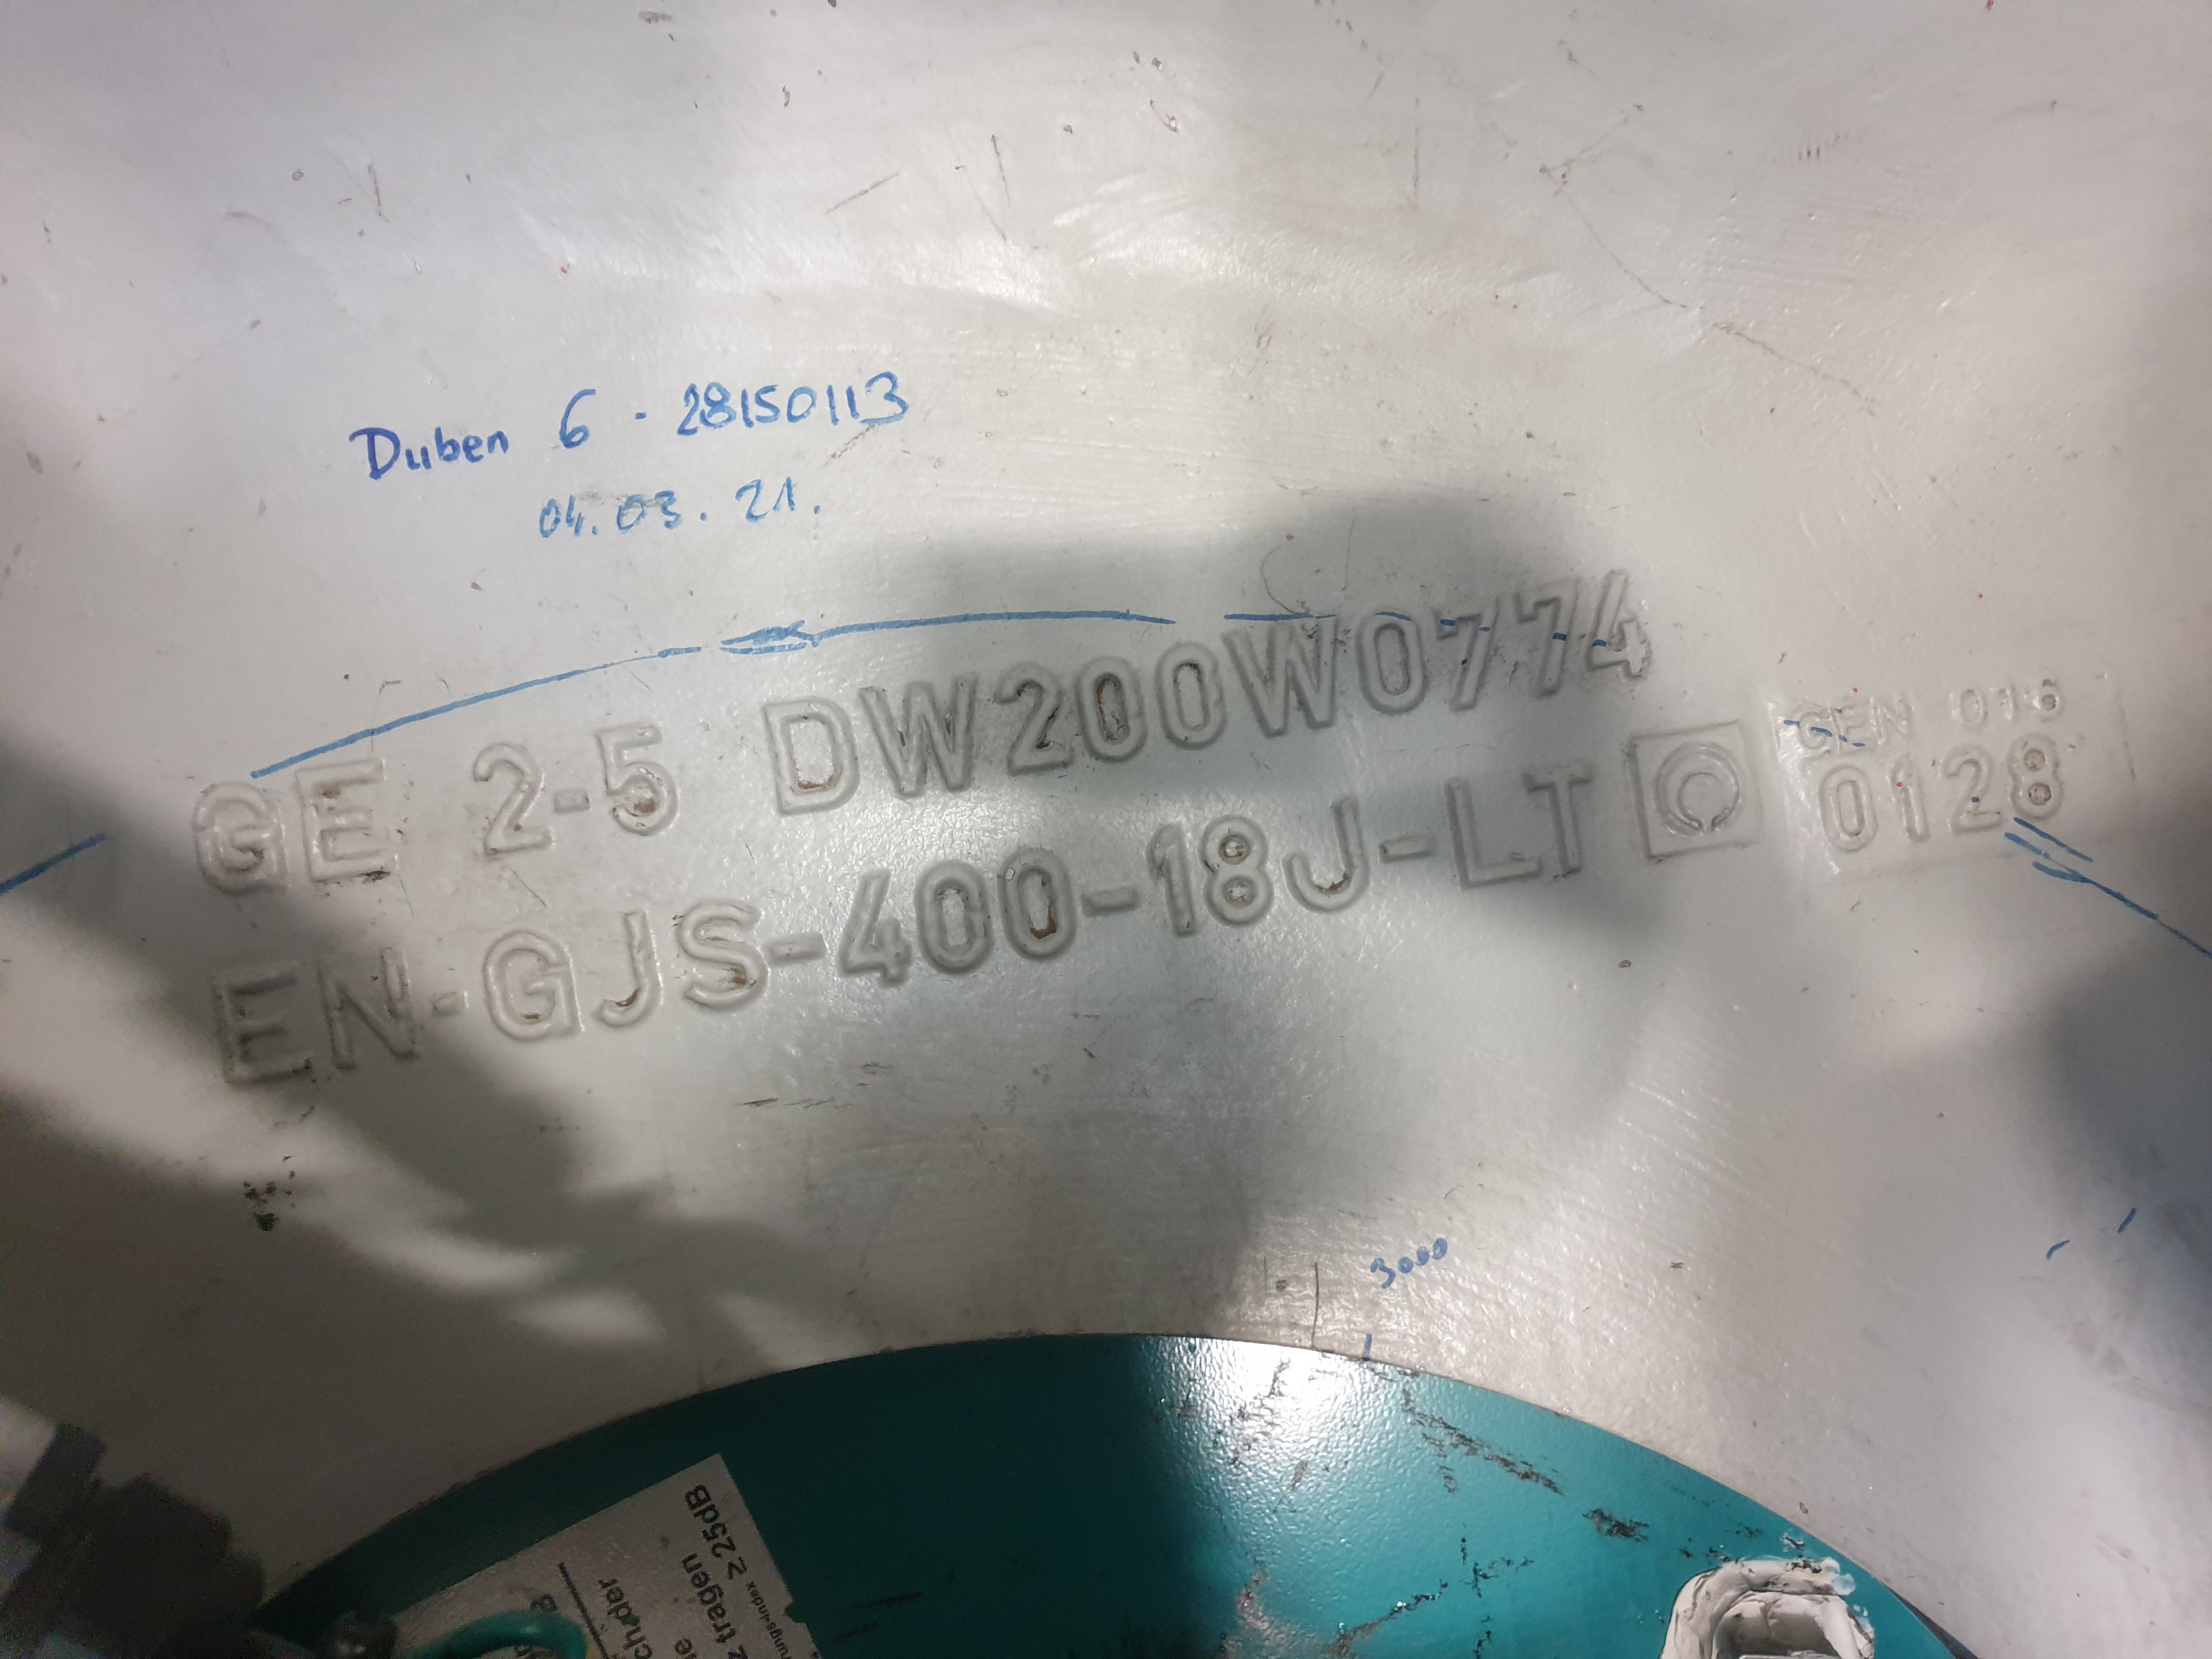 Duben 6 - 28150113
04.03.21.
GE 2-5 DW200W0774
EN-GJS-400-18J-LT
GEN 016
0128
3000
≥ 25dB
tragen